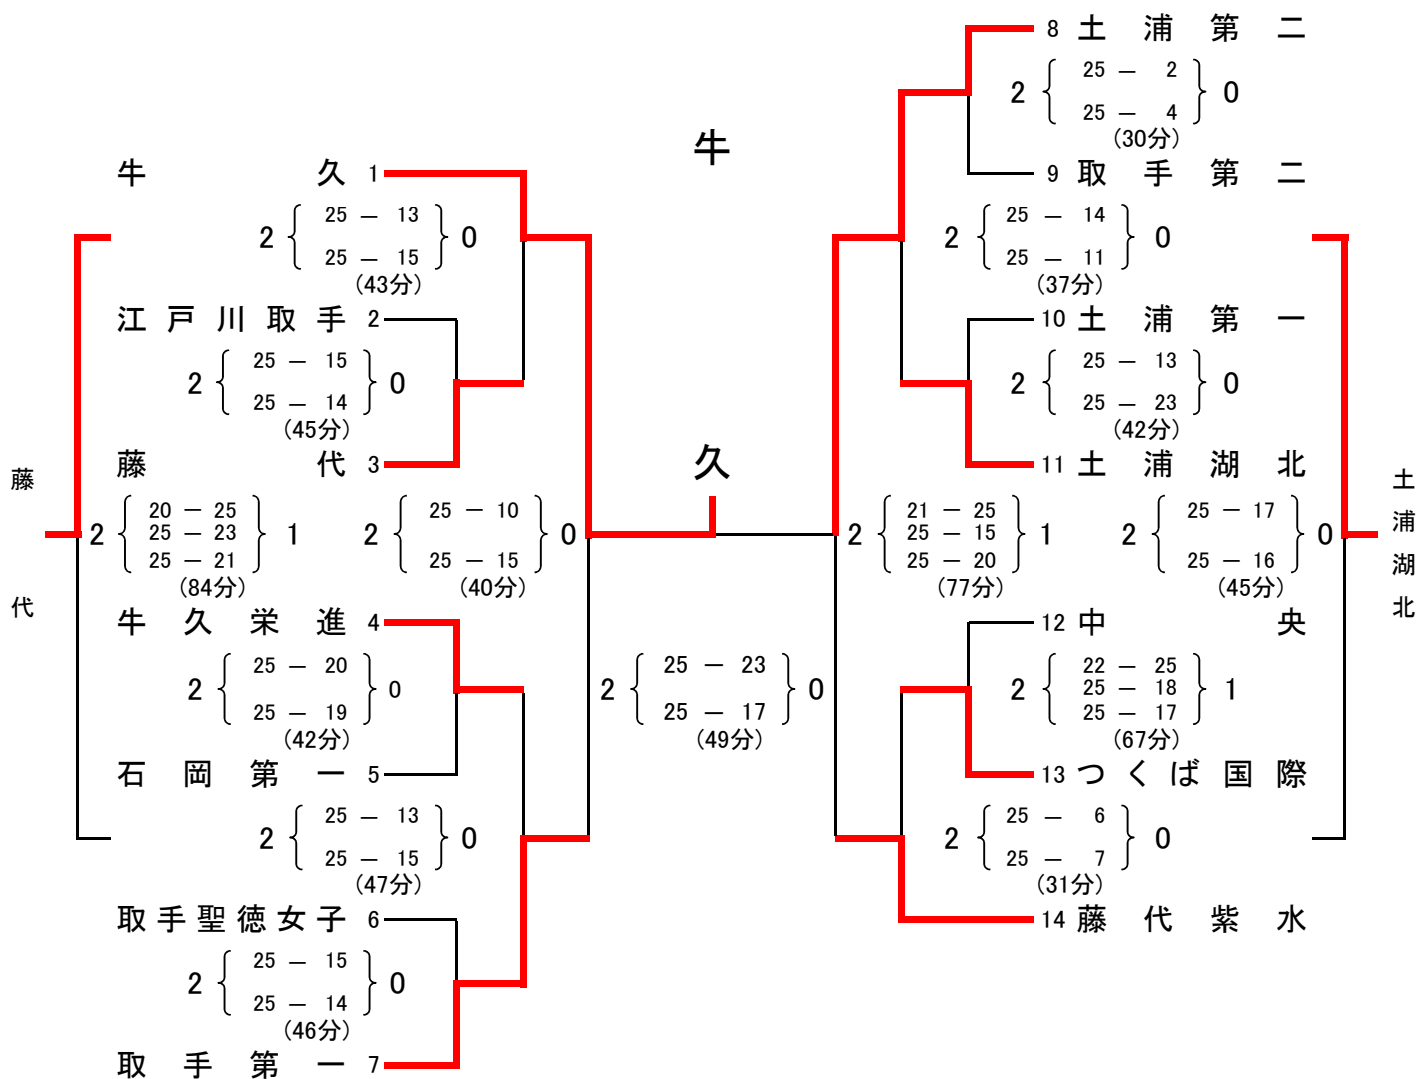 8 土浦第二
2 25 — 2 0
25 — 4
(30分)
牛
牛久 1
9 取手第二
2 25 — 13 0
25 — 15
(43分)
2 25 — 14 0
25 — 11
(37分)
江戸川取手 2
10 土浦第一
2 25 — 15 0
25 — 14
(45分)
2 25 — 13 0
25 — 23
(42分)
藤代 3
久
11 土浦湖北
藤代
2 20 — 25 1
25 — 23
25 — 21
(84分)
2 25 — 10 0
25 — 15
(40分)
2 21 — 25 1
25 — 15
25 — 20
(77分)
2 25 — 17 0
25 — 16
(45分)
土浦湖北
牛久栄進 4
12 中央
2 25 — 20 0
25 — 19
(42分)
2 25 — 23 0
25 — 17
(49分)
2 22 — 25 1
25 — 18
25 — 17
(67分)
石岡第一 5
13 つくば国際
2 25 — 13 0
25 — 15
(47分)
2 25 — 6 0
25 — 7
(31分)
取手聖徳女子 6
14 藤代紫水
2 25 — 15 0
25 — 14
(46分)
取手第一 7